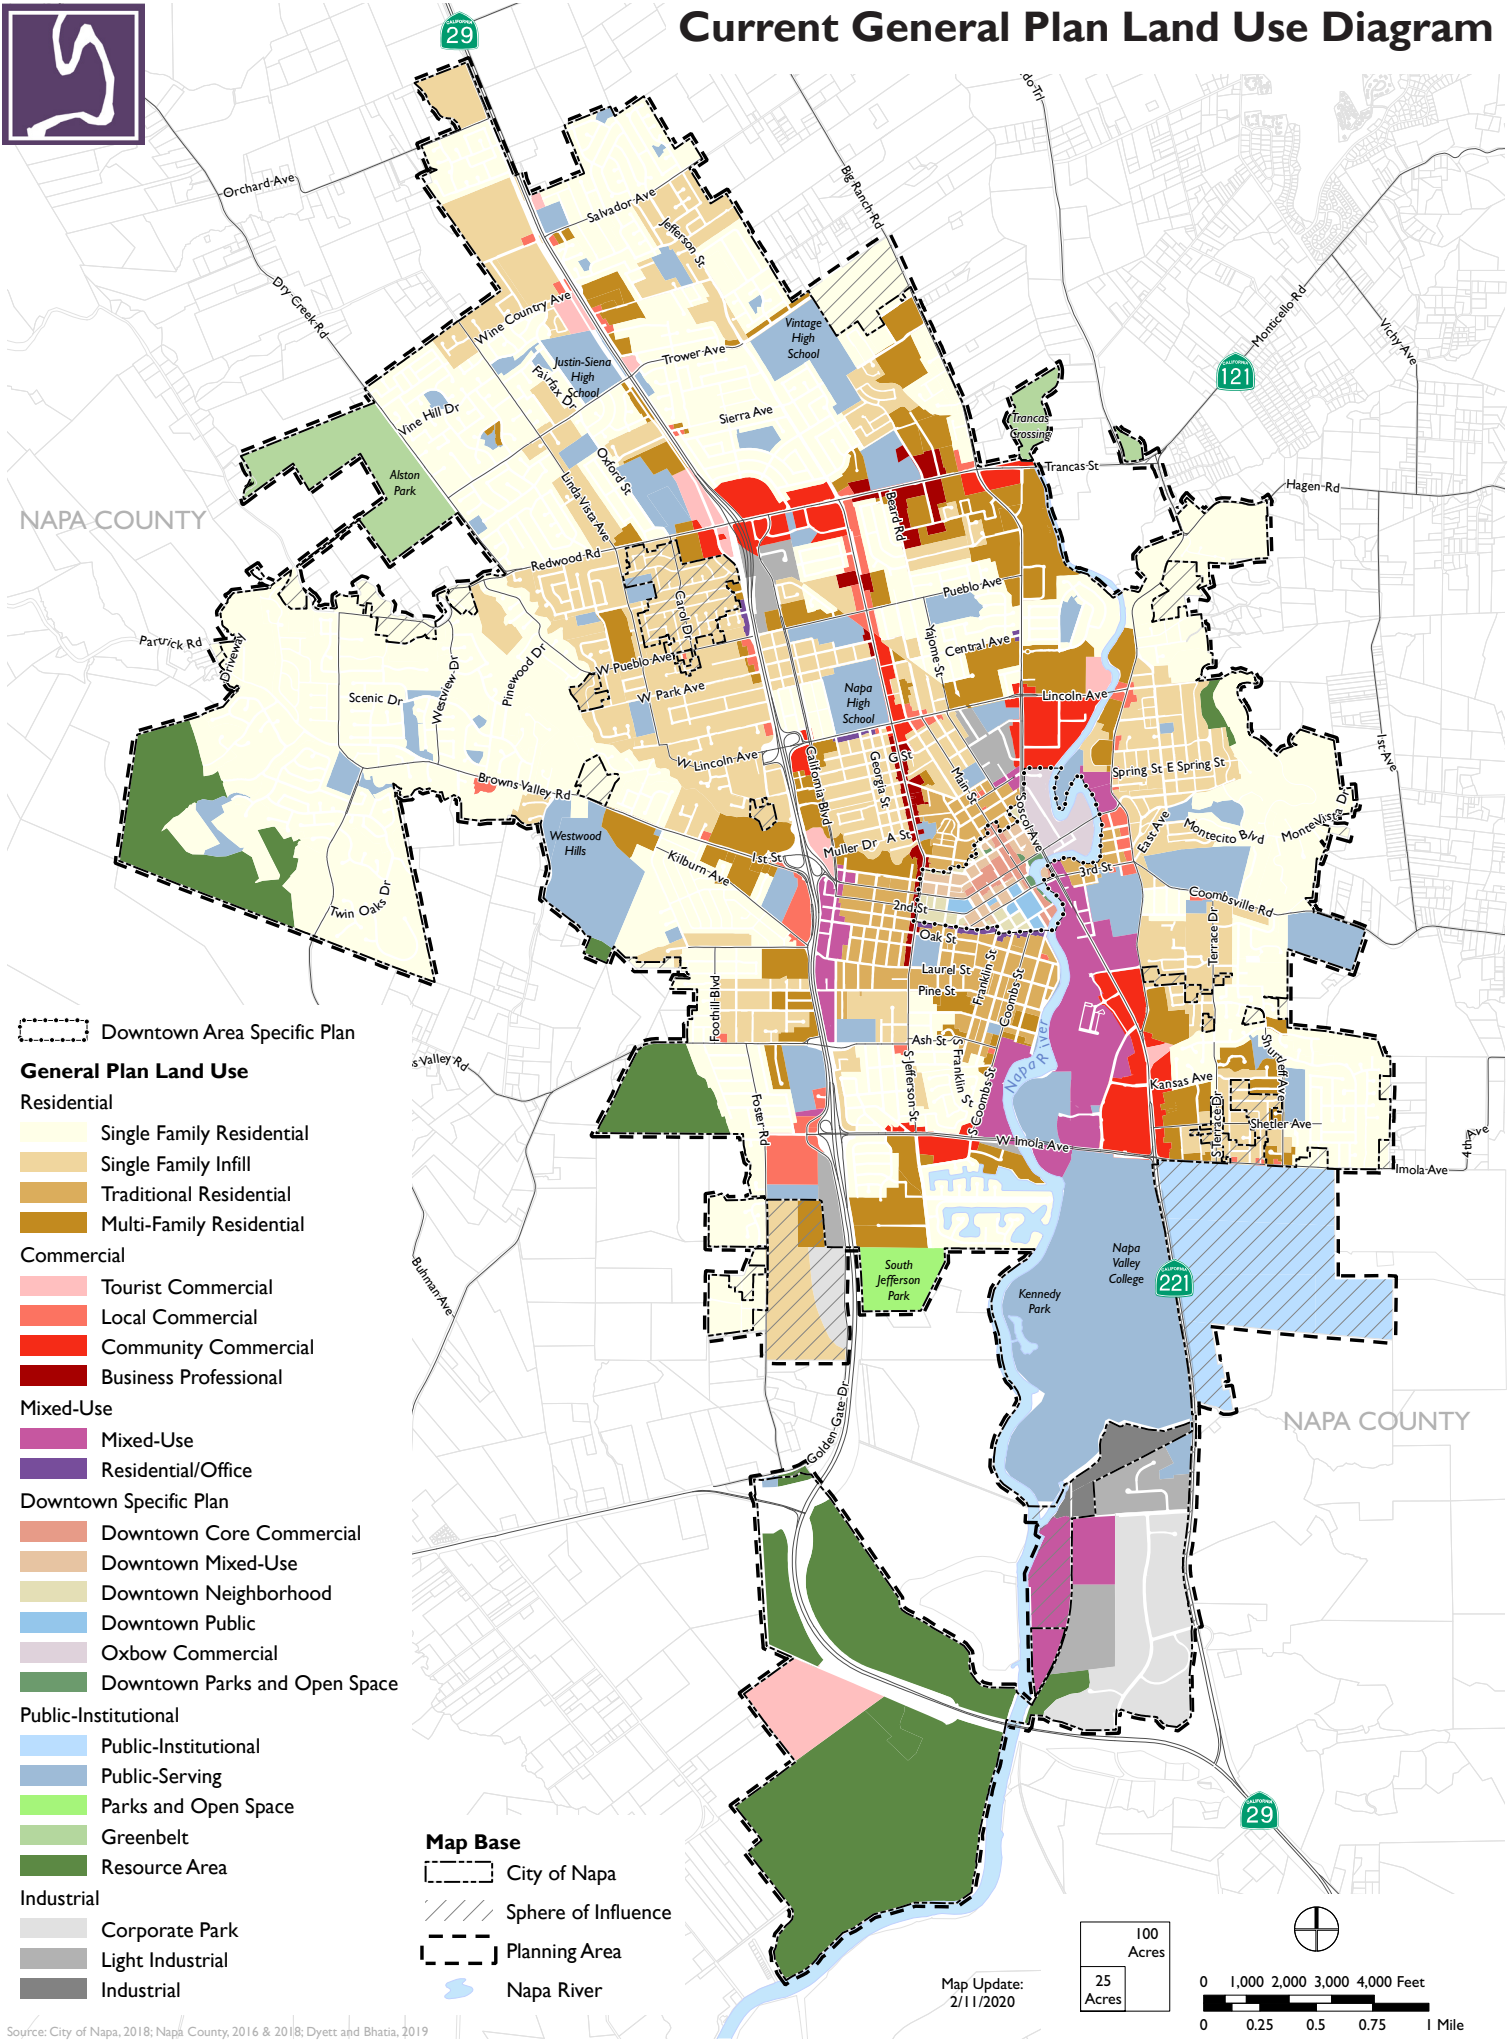 Current General Plan Land Use Diagram
CALIFORNIA
29
do Trl
Orchard Ave
Big Ranch Rd
Salvador Ave
Jefferson St
Dry Creek Rd
Monticello Rd
Vichy Ave
Wine Country Ave
Vintage
High
School
Justin-Siena
High
School
Trower Ave
Fairfax Dr
CALIFORNIA
121
Vine Hill Dr
Sierra Ave
Trancas
Crossing
Alston
Park
Oxford St
Linda Vista Ave
Trancas St
Hagen Rd
Beard Rd
NAPA COUNTY
Redwood Rd
Carol Dr
Pueblo Ave
Partrick Rd
Driveway
Yajome St
Central Ave
W Pueblo Ave
Pinewood Dr
Westview Dr
Scenic Dr
W Park Ave
Napa
High
School
Lincoln Ave
1st Ave
W Lincoln Ave
G St
Georgia St
California Blvd
Main St
Soscol Ave
Spring St
E Spring St
Browns Valley Rd
Monte Vista Dr
Montecito Blvd
East Ave
Westwood
Hills
Muller Dr
A St
1st St
Kilburn Ave
3rd St
Coombsville Rd
2nd St
Twin Oaks Dr
Oak St
Terrace Dr
Laurel St
Franklin St
Coombs St
Pine St
Foothill Blvd
Napa River
Ash St
S Jefferson St
S Franklin St
S Coombs St
Shurtleff Ave
Kansas Ave
s Valley Rd
Foster Rd
S Terrace Dr
Shetler Ave
4th Ave
W Imola Ave
Imola Ave
Buhman Ave
South
Jefferson
Park
Kennedy
Park
Napa
Valley
College
CALIFORNIA
221
Golden Gate Dr
NAPA COUNTY
CALIFORNIA
29
Downtown Area Specific Plan
General Plan Land Use
Residential
Single Family Residential
Single Family Infill
Traditional Residential
Multi-Family Residential
Commercial
Tourist Commercial
Local Commercial
Community Commercial
Business Professional
Mixed-Use
Mixed-Use
Residential/Office
Downtown Specific Plan
Downtown Core Commercial
Downtown Mixed-Use
Downtown Neighborhood
Downtown Public
Oxbow Commercial
Downtown Parks and Open Space
Public-Institutional
Public-Institutional
Public-Serving
Parks and Open Space
Greenbelt
Resource Area
Industrial
Corporate Park
Light Industrial
Industrial
Map Base
City of Napa
Sphere of Influence
Planning Area
Napa River
Map Update:
2/11/2020
100
Acres
25
Acres
0 1,000 2,000 3,000 4,000 Feet
0 0.25 0.5 0.75 1 Mile
Source: City of Napa, 2018; Napa County, 2016 & 2018; Dyett and Bhatia, 2019